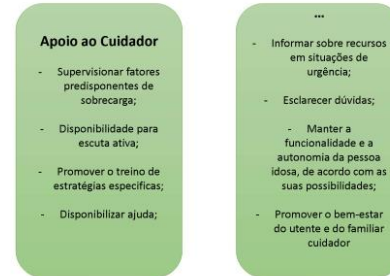 Apoio ao Cuidador
- Supervisionar fatores
predisponentes de
sobrecarga;
- Disponibilidade para
escuta ativa;
- Promover o treino de
estratégias especificas;
- Disponibilizar ajuda;
...
- Informar sobre recursos
em situações de
urgência;
- Esclarecer dúvidas;
- Manter a
funcionalidade e a
autonomia da pessoa
idosa, de acordo com as
suas possibilidades;
- Promover o bem-estar
do utente e do familiar
cuidador